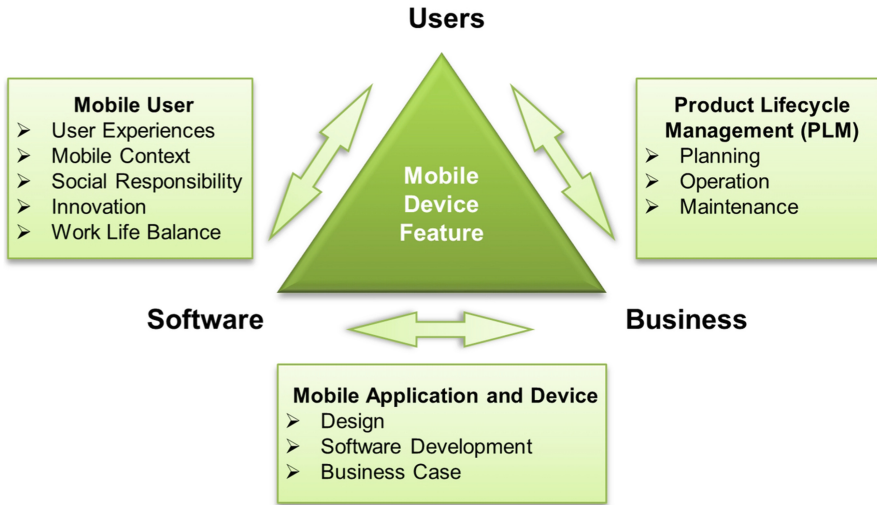 Users
Mobile User
➢ User Experiences
➢ Mobile Context
➢ Social Responsibility
➢ Innovation
➢ Work Life Balance
Product Lifecycle
Management (PLM)
➢ Planning
➢ Operation
➢ Maintenance
Mobile
Device
Feature
Software
Business
Mobile Application and Device
➢ Design
➢ Software Development
➢ Business Case